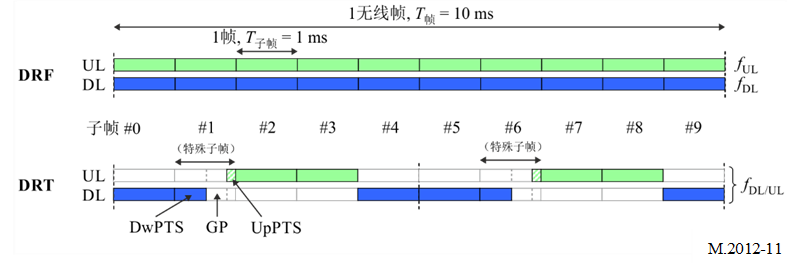 1无线帧, T帧 = 10 ms
1帧, T子帧 = 1 ms
DRF
UL
DL
fUL
fDL
子帧 #0 #1 #2 #3 #4 #5 #6 #7 #8 #9
(特殊子帧) (特殊子帧)
DRT
UL
DL
fDL/UL
DwPTS GP UpPTS
M.2012-11